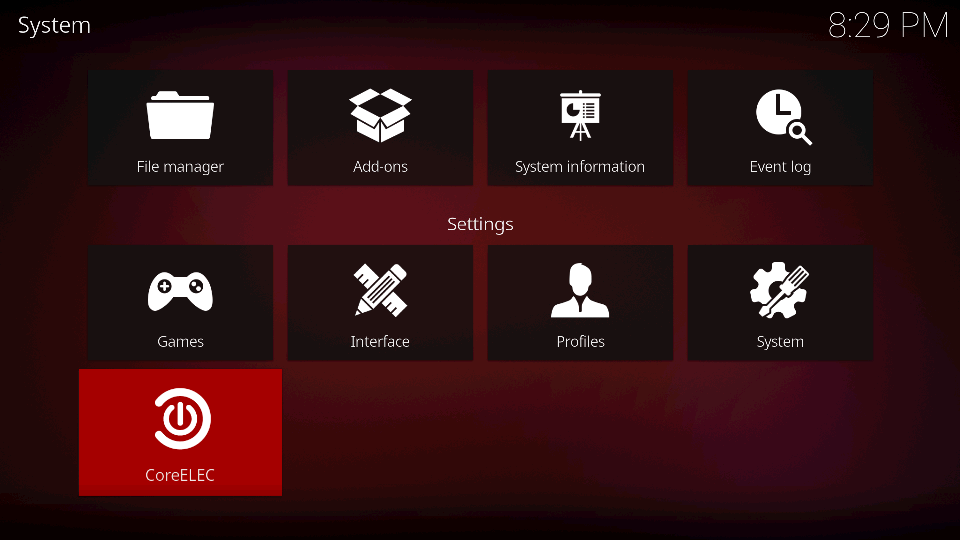 System
8:29 PM
File manager
Add-ons
System information
Event log
Settings
Games
Interface
Profiles
System
CoreELEC